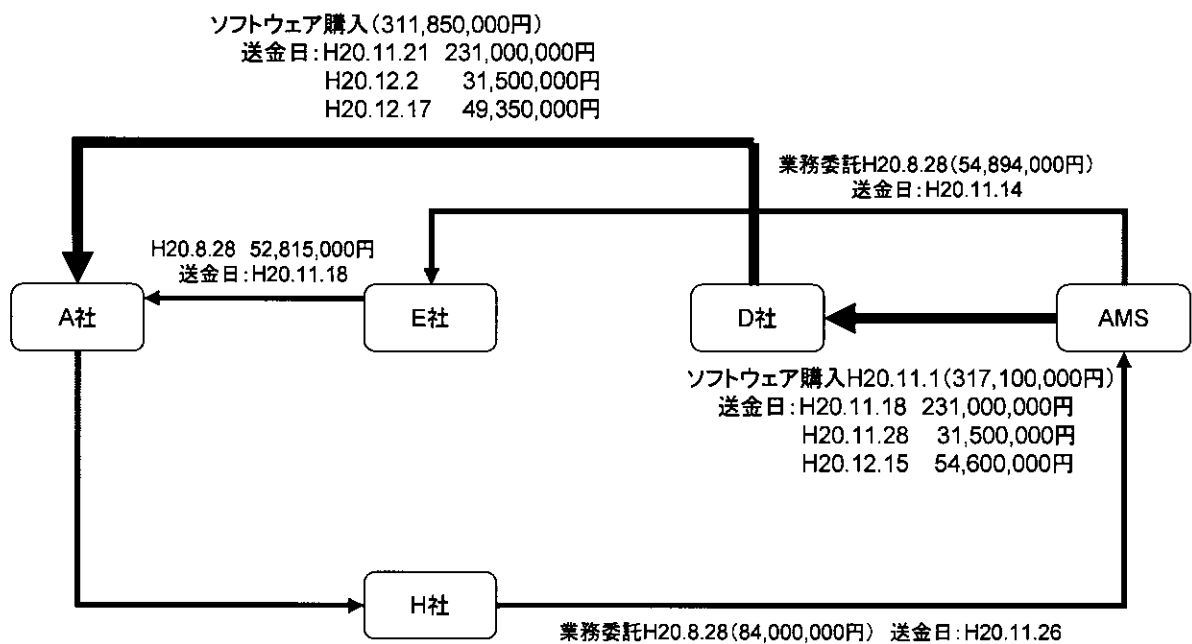 ソフトウェア購入(311,850,000円)
送金日:H20.11.21 231,000,000円
H20.12.2 31,500,000円
H20.12.17 49,350,000円
業務委託H20.8.28(54,894,000円)
送金日:H20.11.14
H20.8.28 52,815,000円
送金日:H20.11.18
A社
E社
D社
AMS
ソフトウェア購入H20.11.1(317,100,000円)
送金日:H20.11.18 231,000,000円
H20.11.28 31,500,000円
H20.12.15 54,600,000円
H社
業務委託H20.8.28(84,000,000円) 送金日:H20.11.26